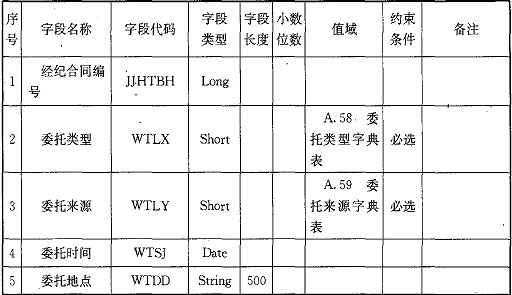 序号 字段名称 字段代码 字段类型 字段长度 小数位数 值域 约束条件 备注
1 经纪合同编号 JJHTBH Long
2 委托类型 WTLX Short A.58 委托类型字典表 必选
3 委托来源 WTLY Short A.59 委托来源字典表 必选
4 委托时间 WTSJ Date
5 委托地点 WTDD String 500